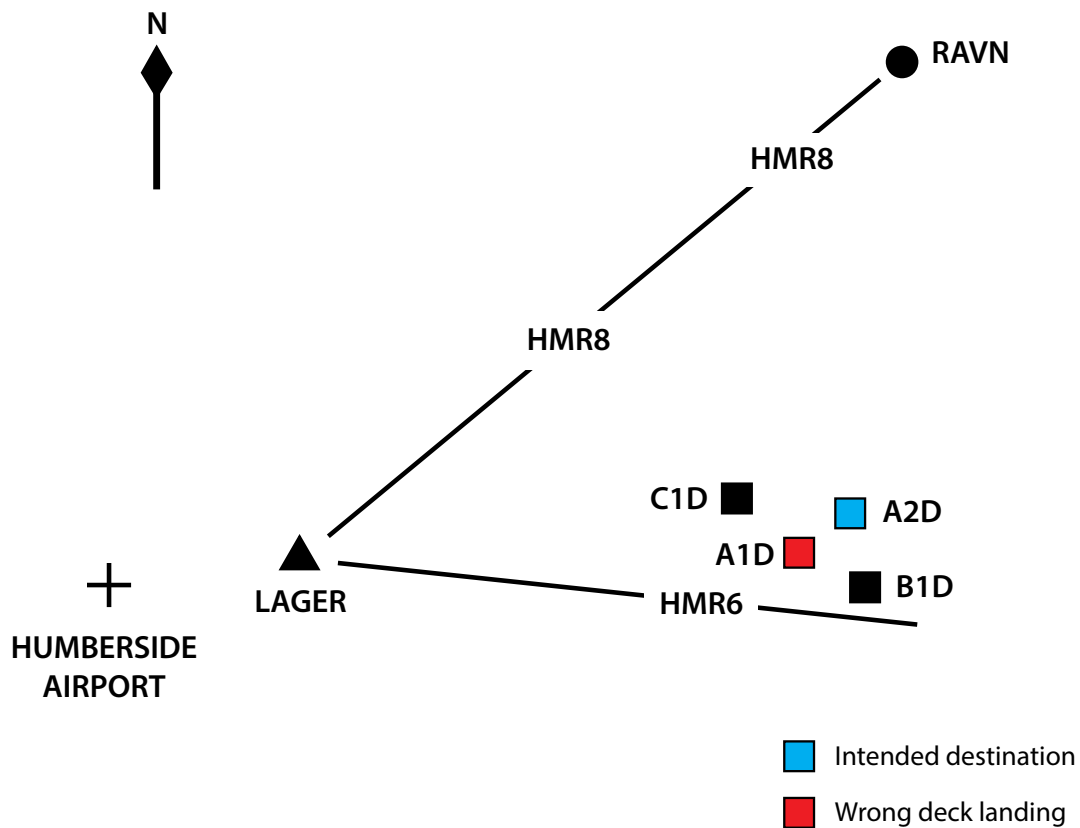 N
RAVN
HMR8
HMR8
C1D
A2D
A1D
B1D
LAGER
HMR6
HUMBERSIDE
AIRPORT
Intended destination
Wrong deck landing